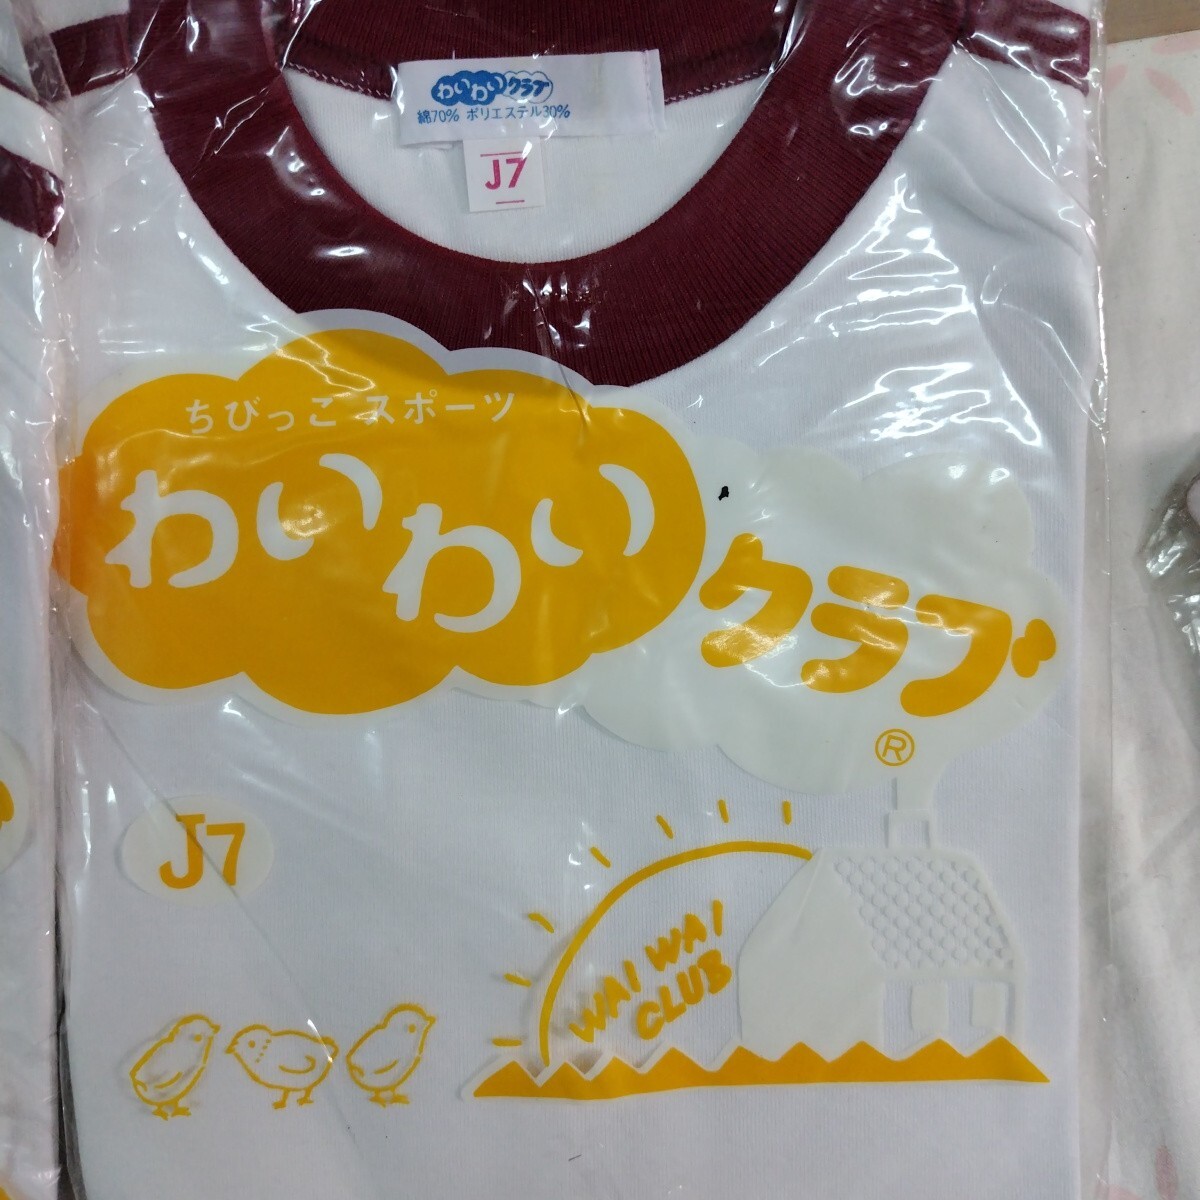 わいわいクラブ
綿70% ポリエステル30%
J7
ちびっこ スポーツ
わいわい
クラブ
®
J7
WAI WAI
CLUB